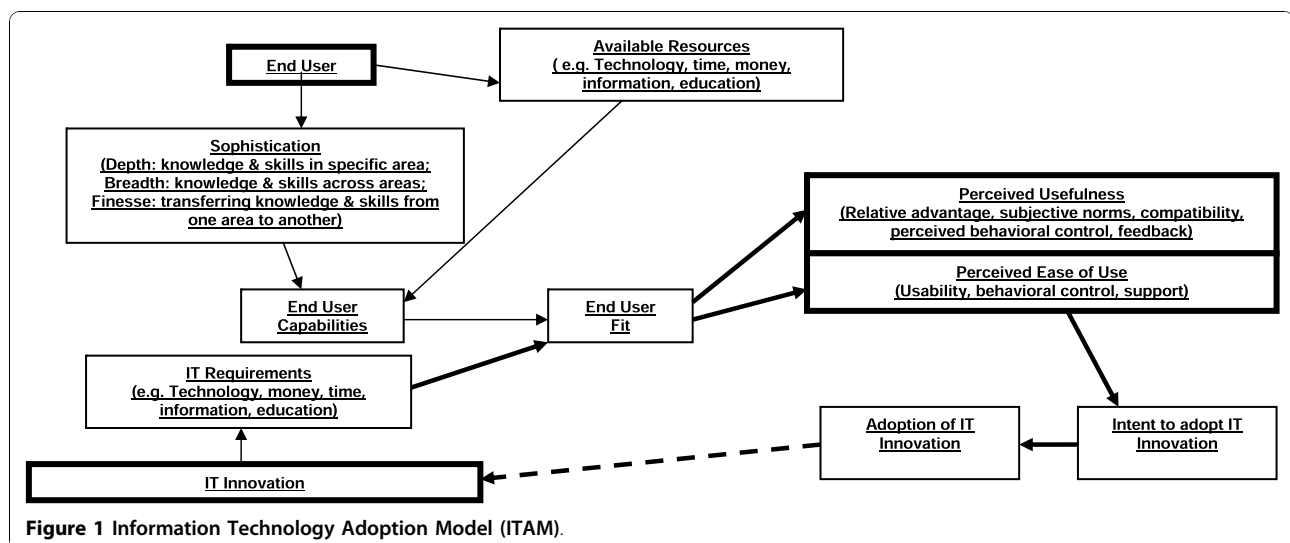 End User
Available Resources
( e.g. Technology, time, money,
information, education)
Sophistication
(Depth: knowledge & skills in specific area;
Breadth: knowledge & skills across areas;
Finesse: transferring knowledge & skills from
one area to another)
Perceived Usefulness
(Relative advantage, subjective norms, compatibility,
perceived behavioral control, feedback)
Perceived Ease of Use
(Usability, behavioral control, support)
End User
Capabilities
End User
Fit
IT Requirements
(e.g. Technology, money, time,
information, education)
Adoption of IT
Innovation
Intent to adopt IT
Innovation
IT Innovation
Figure 1 Information Technology Adoption Model (ITAM).